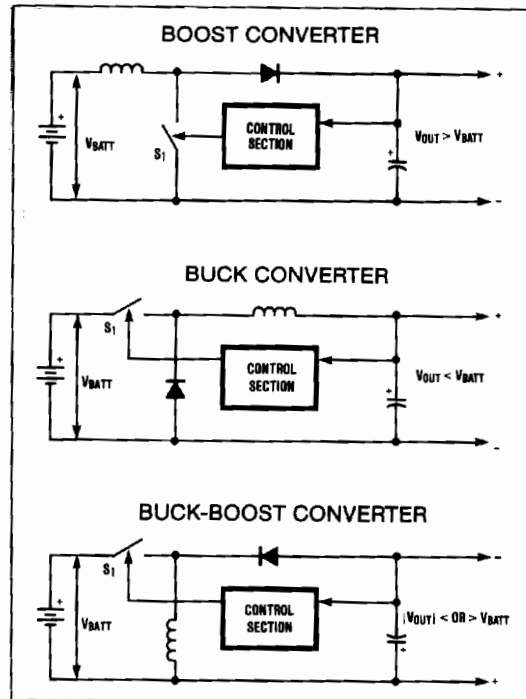 BOOST CONVERTER
+
+
VBATT
S1
CONTROL
SECTION
+
VOUT > VBATT
−
BUCK CONVERTER
+
S1
+
VBATT
CONTROL
SECTION
+
VOUT < VBATT
−
BUCK-BOOST CONVERTER
−
S1
+
VBATT
CONTROL
SECTION
|VOUT| < OR > VBATT
+
+